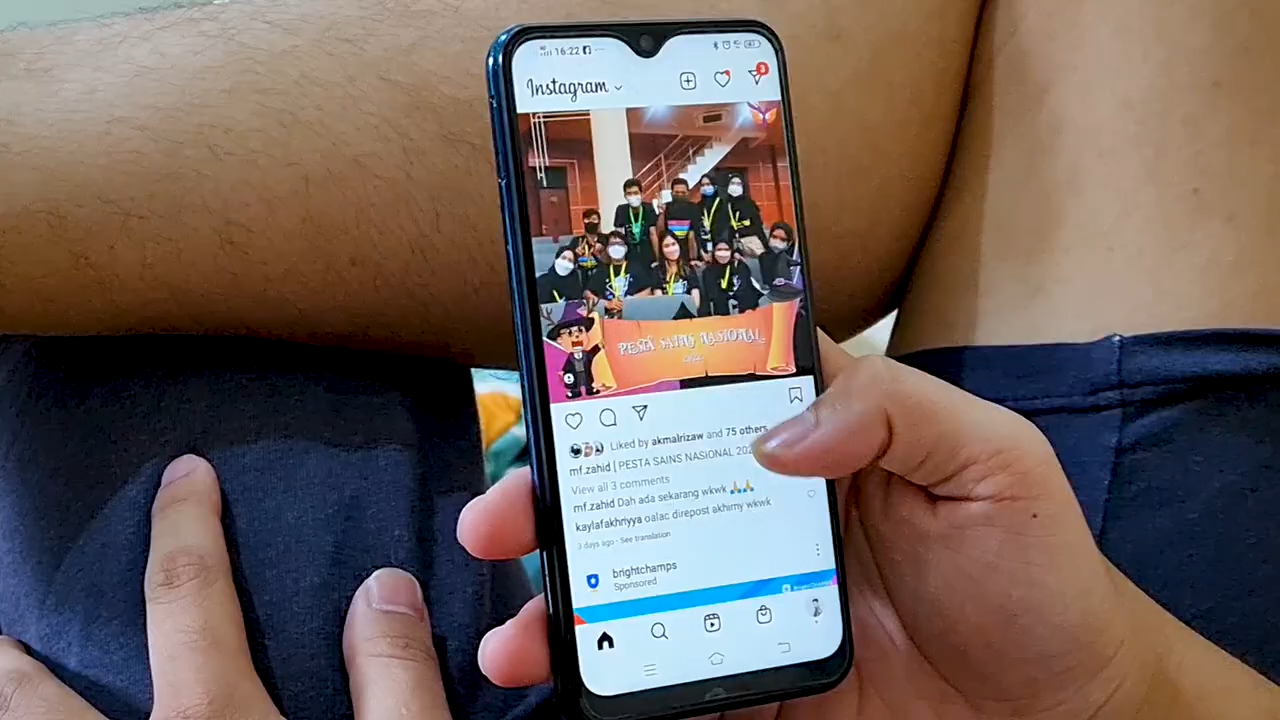 16:22
Instagram
3
PESTA SAINS NASIONAL
Liked by akmalrizaw and 75 others
mf.zahid | PESTA SAINS NASIONAL
View all 3 comments
mf.zahid Dah ada sekarang wkwk 🙏🙏
kaylafakhriyya oalac direpost akhirny wkwk
3 days ago · See translation
brightchamps
Sponsored